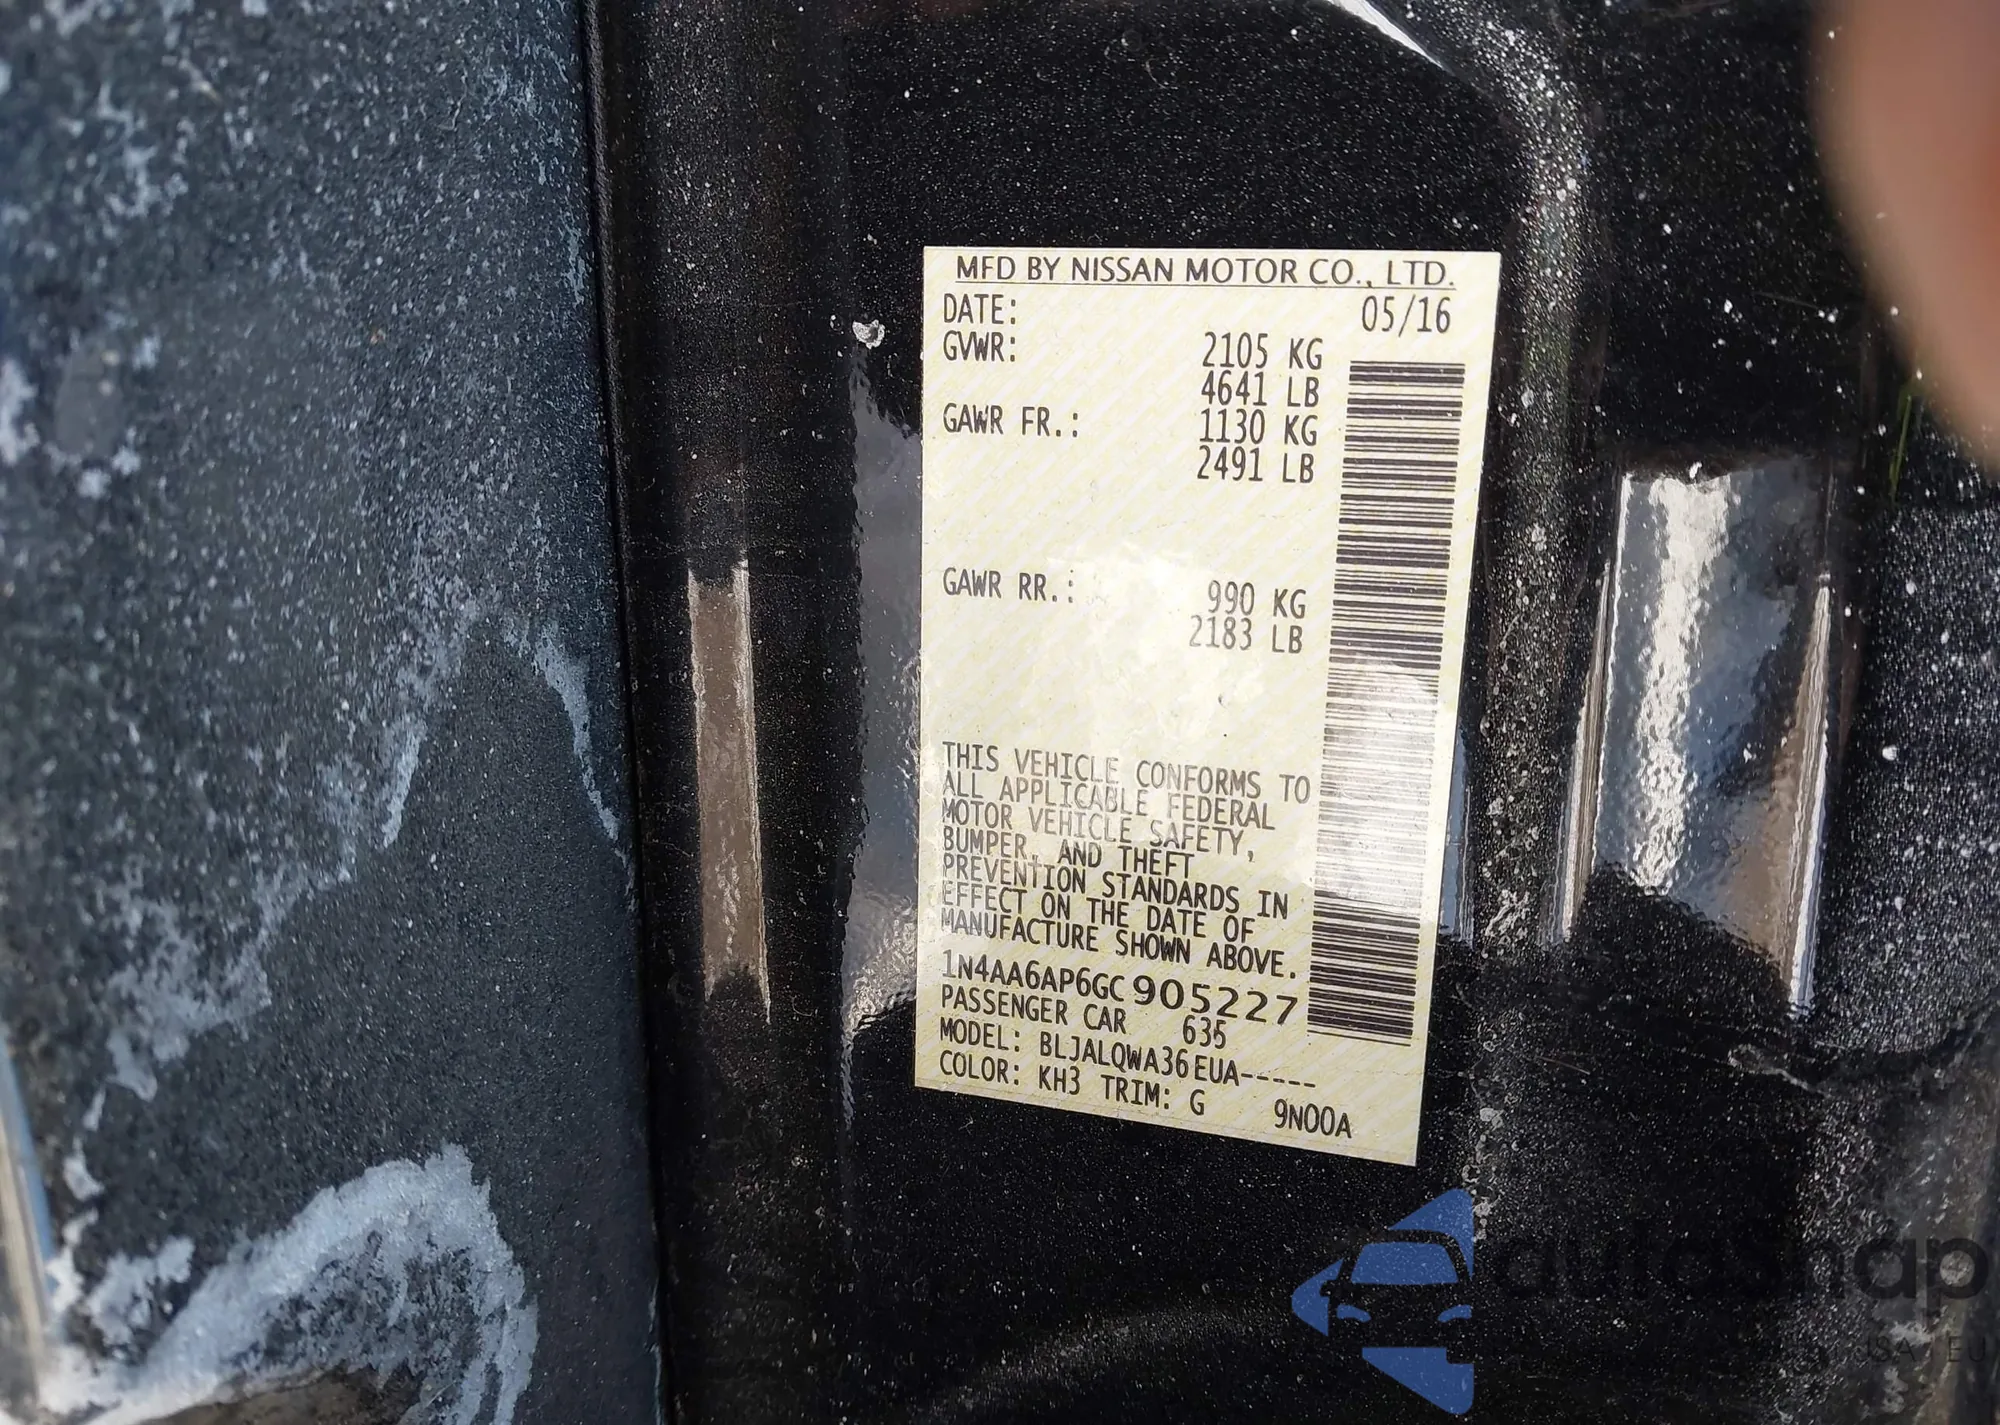 MFD BY NISSAN MOTOR CO., LTD.
DATE: 05/16
GVWR: 2105 KG
4641 LB
GAWR FR.: 1130 KG
2491 LB
GAWR RR.: 990 KG
2183 LB
THIS VEHICLE CONFORMS TO
ALL APPLICABLE FEDERAL
MOTOR VEHICLE SAFETY,
BUMPER, AND THEFT
PREVENTION STANDARDS IN
EFFECT ON THE DATE OF
MANUFACTURE SHOWN ABOVE.
1N4AA6AP6GC905227
PASSENGER CAR 635
MODEL: BLJALQWA36EUA-----
COLOR: KH3 TRIM: G 9N00A
autosnap
USA EU